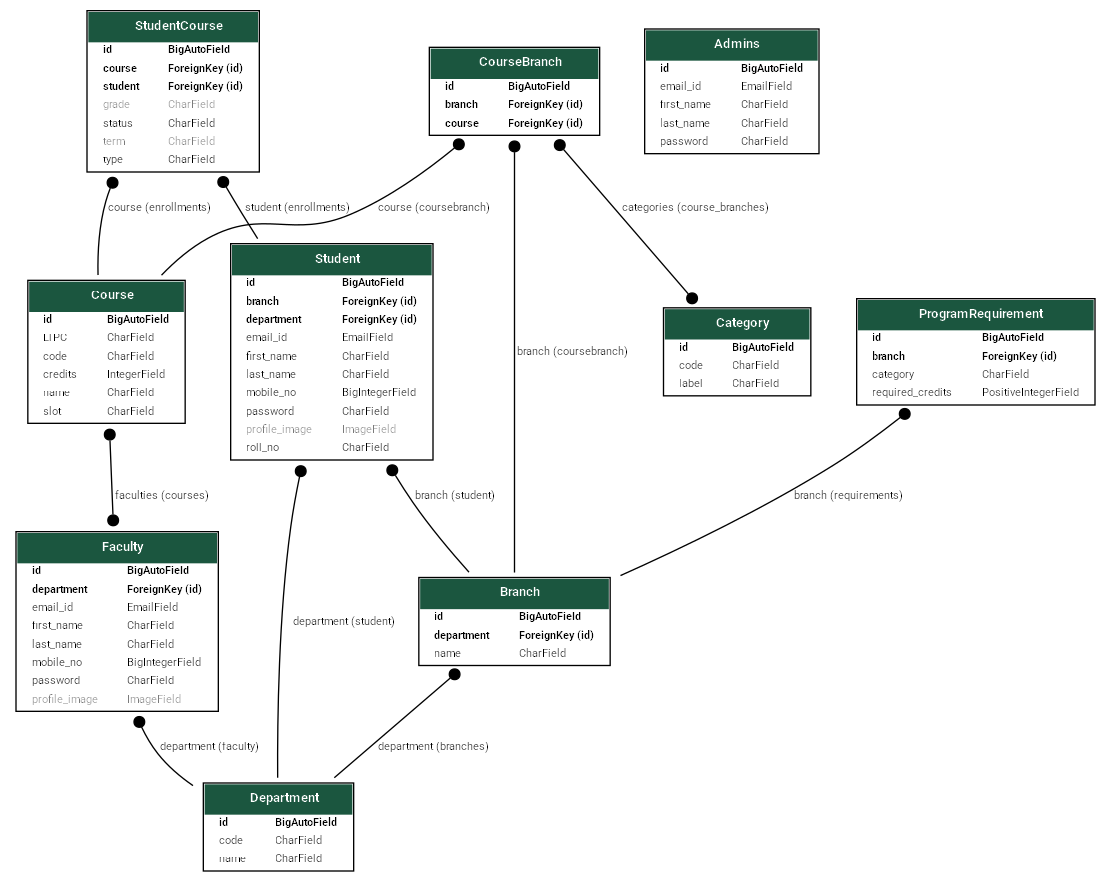 StudentCourse
id BigAutoField
course ForeignKey (id)
student ForeignKey (id)
grade CharField
status CharField
term CharField
type CharField
CourseBranch
id BigAutoField
branch ForeignKey (id)
course ForeignKey (id)
Admins
id BigAutoField
email_id EmailField
first_name CharField
last_name CharField
password CharField
course (enrollments)
student (enrollments)
course (coursebranch)
categories (course_branches)
Student
id BigAutoField
branch ForeignKey (id)
department ForeignKey (id)
email_id EmailField
first_name CharField
last_name CharField
mobile_no BigIntegerField
password CharField
profile_image ImageField
roll_no CharField
Course
id BigAutoField
LTPC CharField
code CharField
credits IntegerField
name CharField
slot CharField
branch (coursebranch)
Category
id BigAutoField
code CharField
label CharField
ProgramRequirement
id BigAutoField
branch ForeignKey (id)
category CharField
required_credits PositiveIntegerField
faculties (courses)
branch (student)
branch (requirements)
Faculty
id BigAutoField
department ForeignKey (id)
email_id EmailField
first_name CharField
last_name CharField
mobile_no BigIntegerField
password CharField
profile_image ImageField
department (student)
Branch
id BigAutoField
department ForeignKey (id)
name CharField
department (faculty)
department (branches)
Department
id BigAutoField
code CharField
name CharField